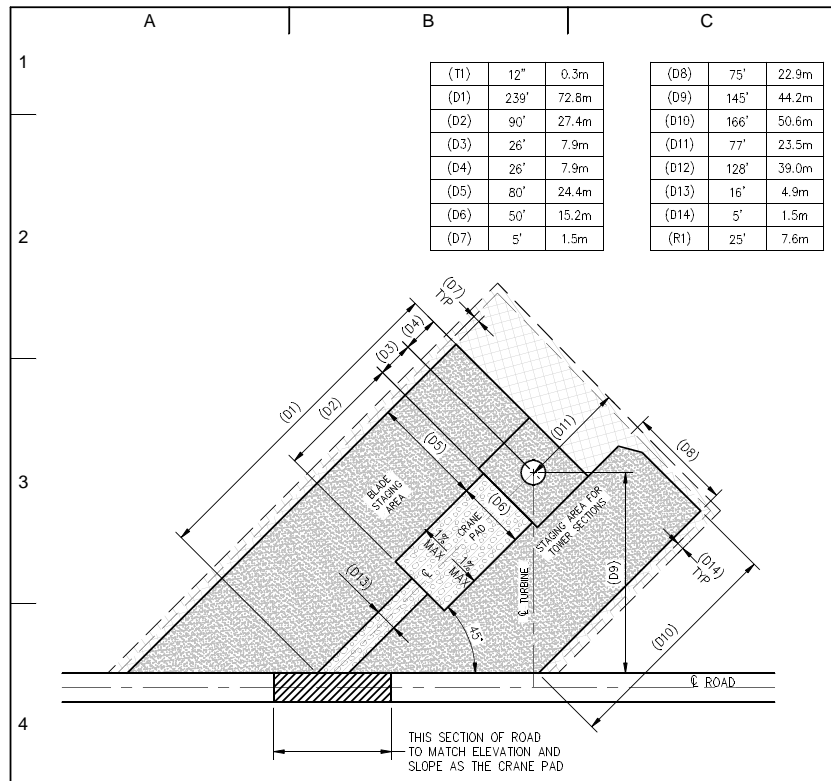 A B C
1
2
3
4
(T1) 12" 0.3m
(D1) 239' 72.8m
(D2) 90' 27.4m
(D3) 26' 7.9m
(D4) 26' 7.9m
(D5) 80' 24.4m
(D6) 50' 15.2m
(D7) 5' 1.5m
(D8) 75' 22.9m
(D9) 145' 44.2m
(D10) 166' 50.6m
(D11) 77' 23.5m
(D12) 128' 39.0m
(D13) 16' 4.9m
(D14) 5' 1.5m
(R1) 25' 7.6m
(D7)
TYP
(D4)
(D3)
(D2)
(D1)
(D11)
(D8)
(D5)
(D6)
BLADE
STAGING
AREA
CRANE
PAD
1%
MAX
1%
MAX
STAGING AREA FOR
TOWER SECTIONS
℄ TURBINE
(D9)
(D14)
TYP
(D10)
(D13)
45°
℄ ROAD
THIS SECTION OF ROAD
TO MATCH ELEVATION AND
SLOPE AS THE CRANE PAD